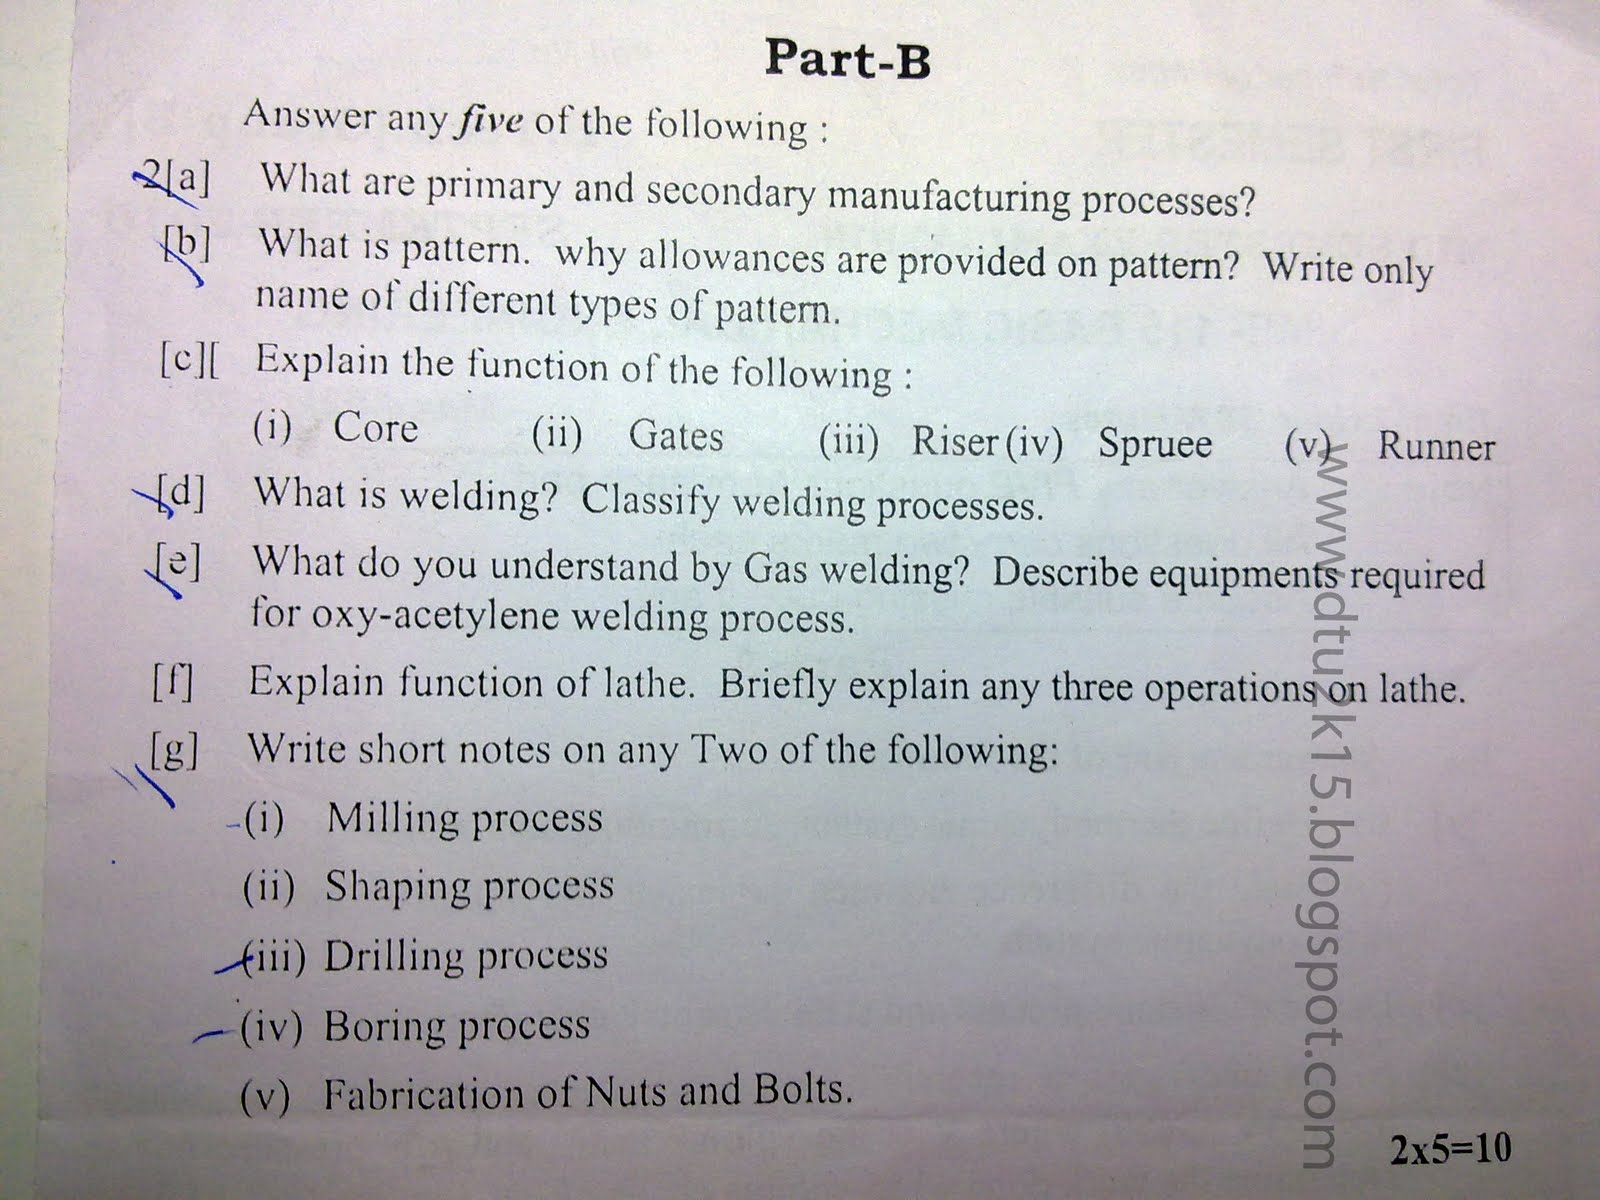 Part-B
Answer any five of the following :
2[a] What are primary and secondary manufacturing processes?
[b] What is pattern. why allowances are provided on pattern? Write only
name of different types of pattern.
[c][ Explain the function of the following :
(i) Core (ii) Gates (iii) Riser (iv) Spruee (v) Runner
[d] What is welding? Classify welding processes.
[e] What do you understand by Gas welding? Describe equipments required
for oxy-acetylene welding process.
[f] Explain function of lathe. Briefly explain any three operations on lathe.
[g] Write short notes on any Two of the following:
(i) Milling process
(ii) Shaping process
(iii) Drilling process
(iv) Boring process
(v) Fabrication of Nuts and Bolts.
2x5=10
www.dtu2k15.blogspot.com